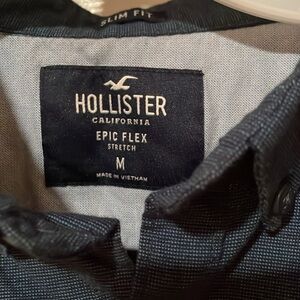 SLIM FIT
HOLLISTER
CALIFORNIA
EPIC FLEX
STRETCH
M
MADE IN VIETNAM